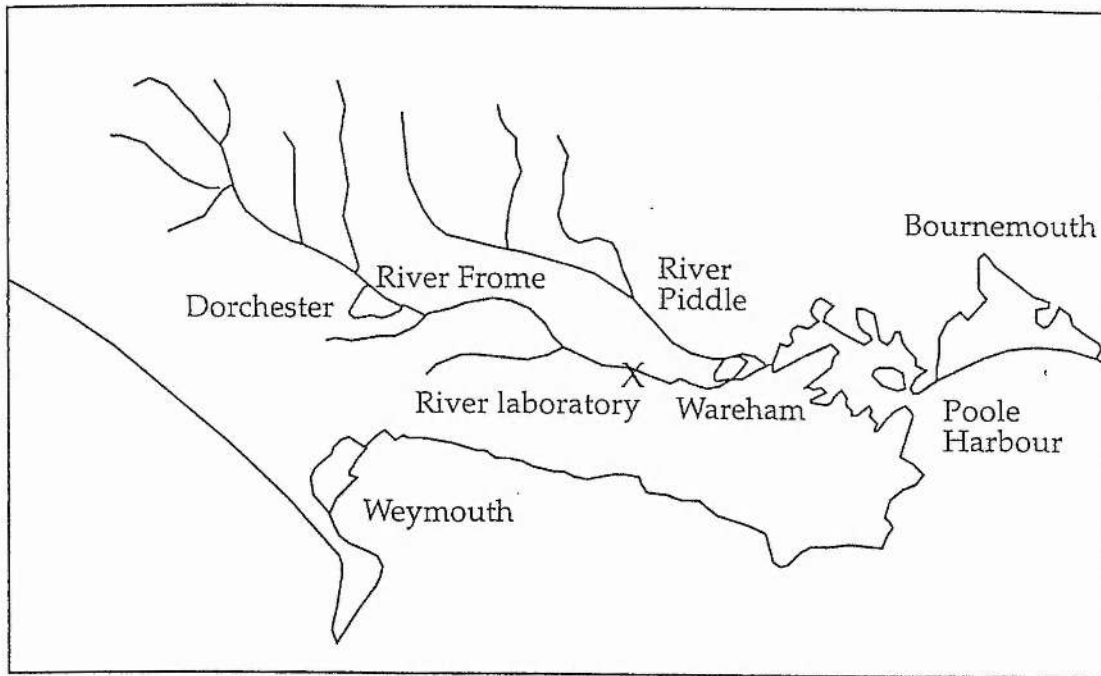 Bournemouth
River Frome
River
Piddle
Dorchester
River laboratory
Wareham
Poole
Harbour
Weymouth